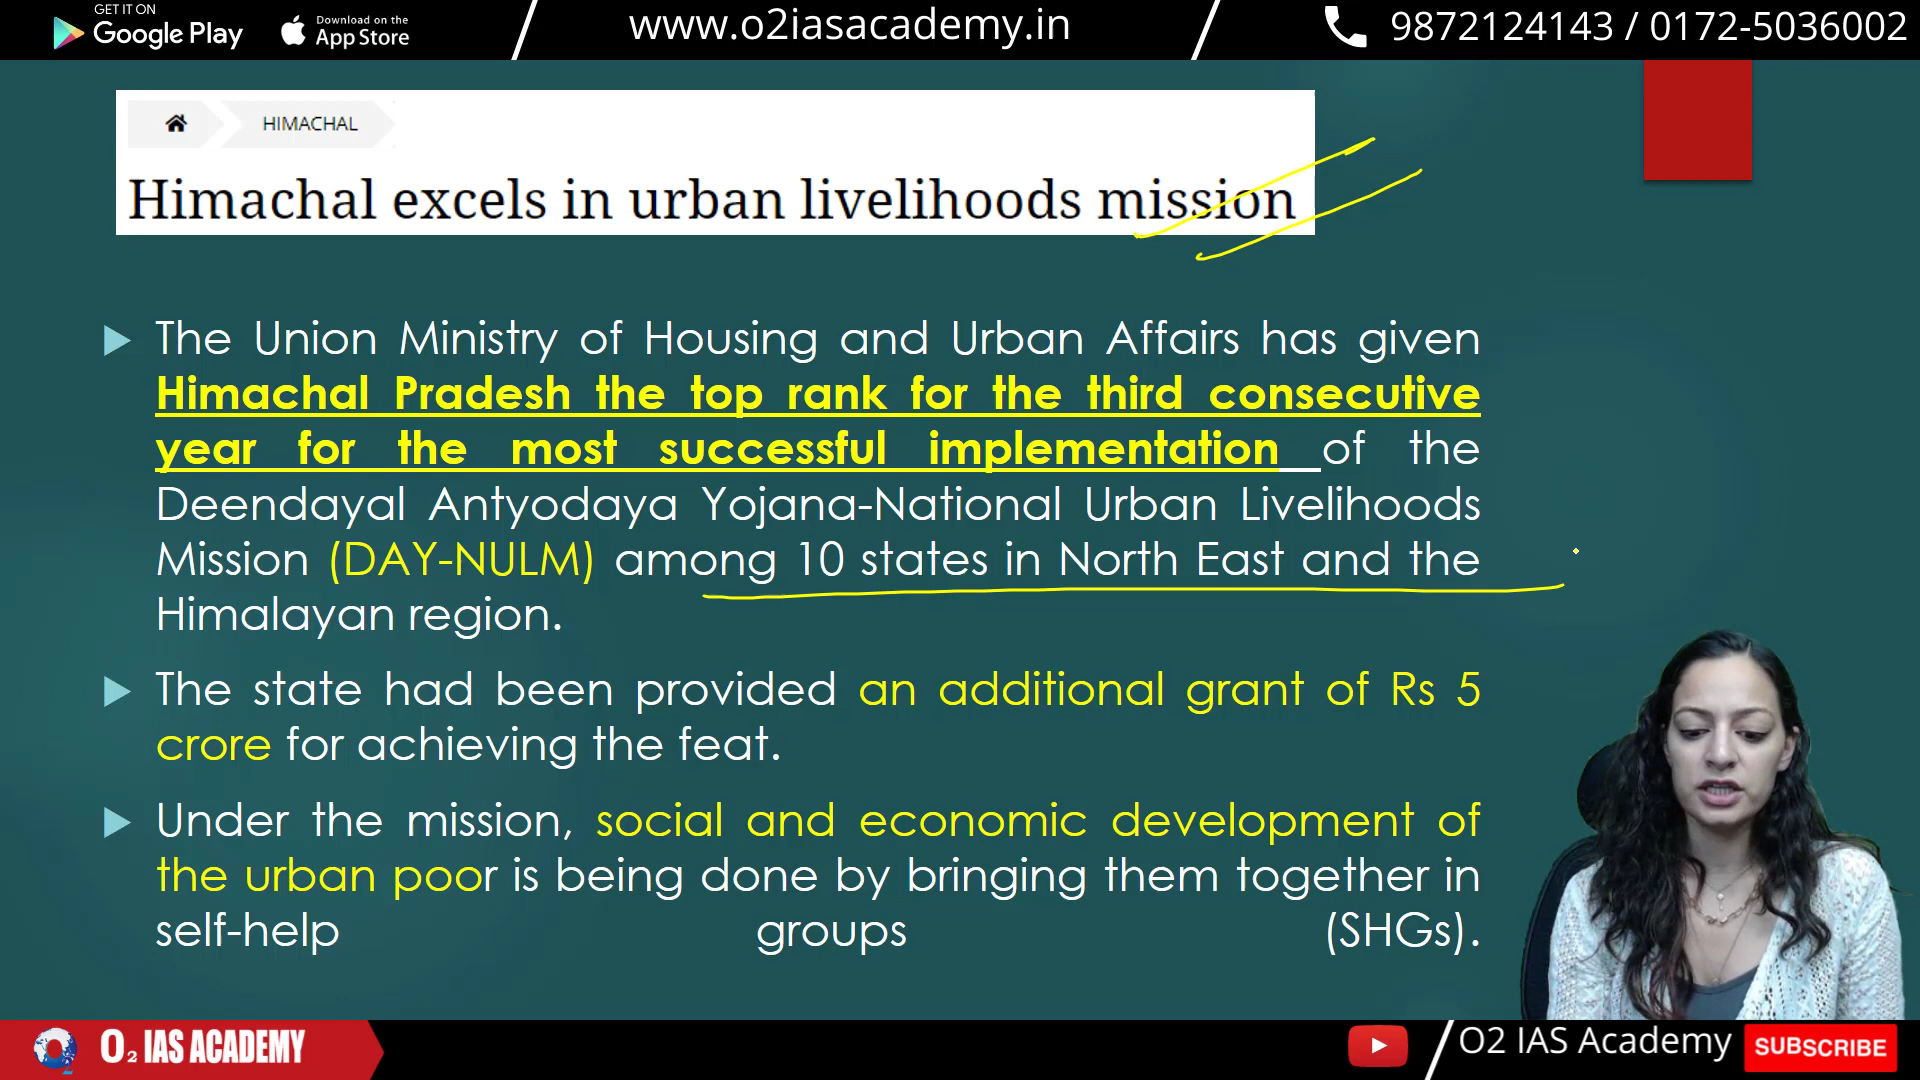 GET IT ON
Google Play
Download on the
App Store
www.o2iasacademy.in
9872124143 / 0172-5036002
HIMACHAL
Himachal excels in urban livelihoods mission
The Union Ministry of Housing and Urban Affairs has given
Himachal Pradesh the top rank for the third consecutive
year for the most successful implementation of the
Deendayal Antyodaya Yojana-National Urban Livelihoods
Mission (DAY-NULM) among 10 states in North East and the
Himalayan region.
The state had been provided an additional grant of Rs 5
crore for achieving the feat.
Under the mission, social and economic development of
the urban poor is being done by bringing them together in
self-help groups (SHGs).
O2 IAS ACADEMY
O2 IAS Academy
SUBSCRIBE